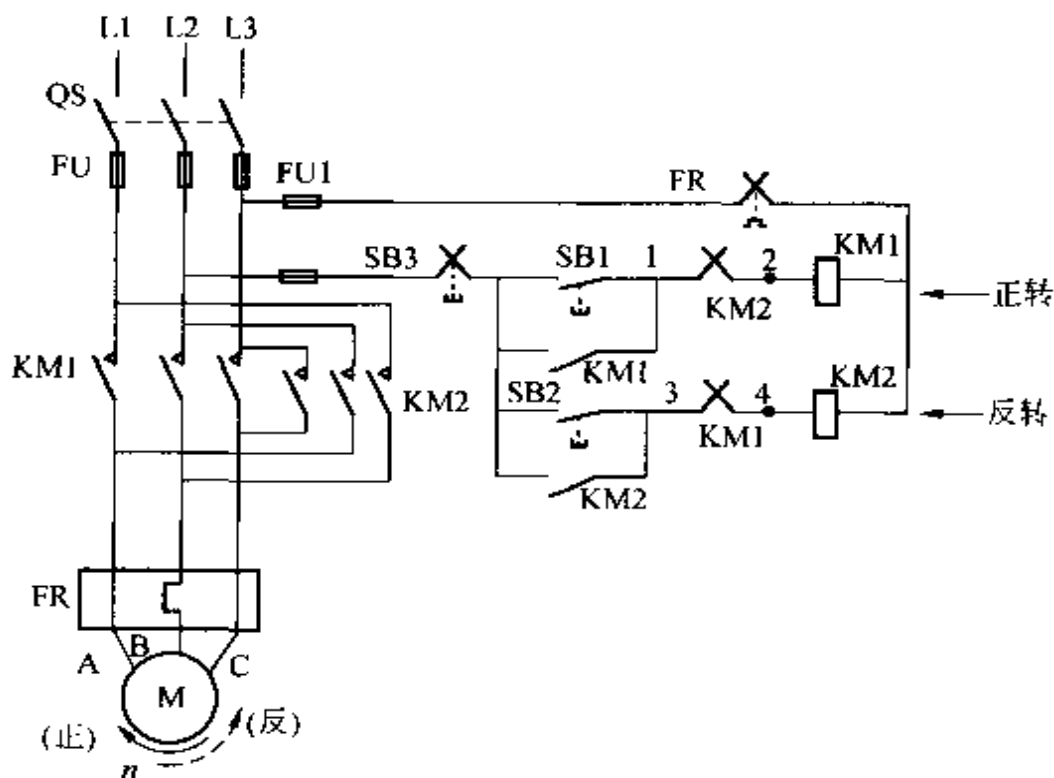 L1 L2 L3
QS
FU
FU1
FR
SB3
SB1 1
2
KM1
KM2
正转
KM1
KM1
KM2
SB2
3
4
KM2
KM1
反转
KM2
FR
A
B
C
M
(正)
(反)
n